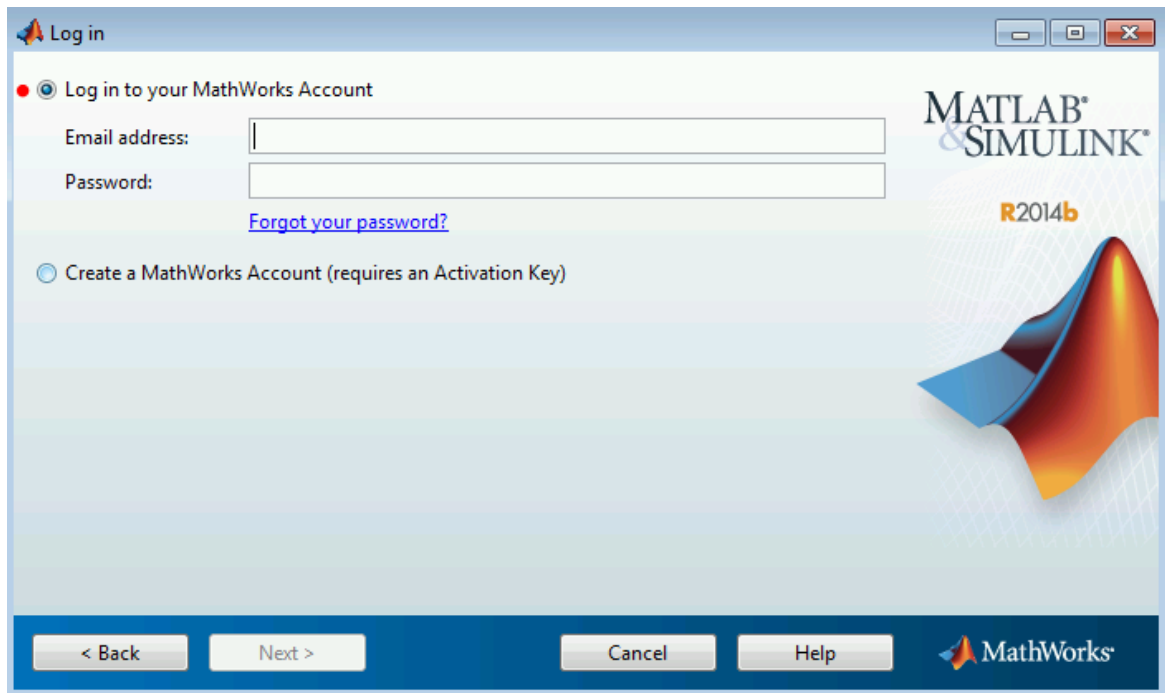 Log in
Log in to your MathWorks Account
Email address:
Password:
Forgot your password?
Create a MathWorks Account (requires an Activation Key)
MATLAB®
&SIMULINK®
R2014b
< Back
Next >
Cancel
Help
MathWorks®